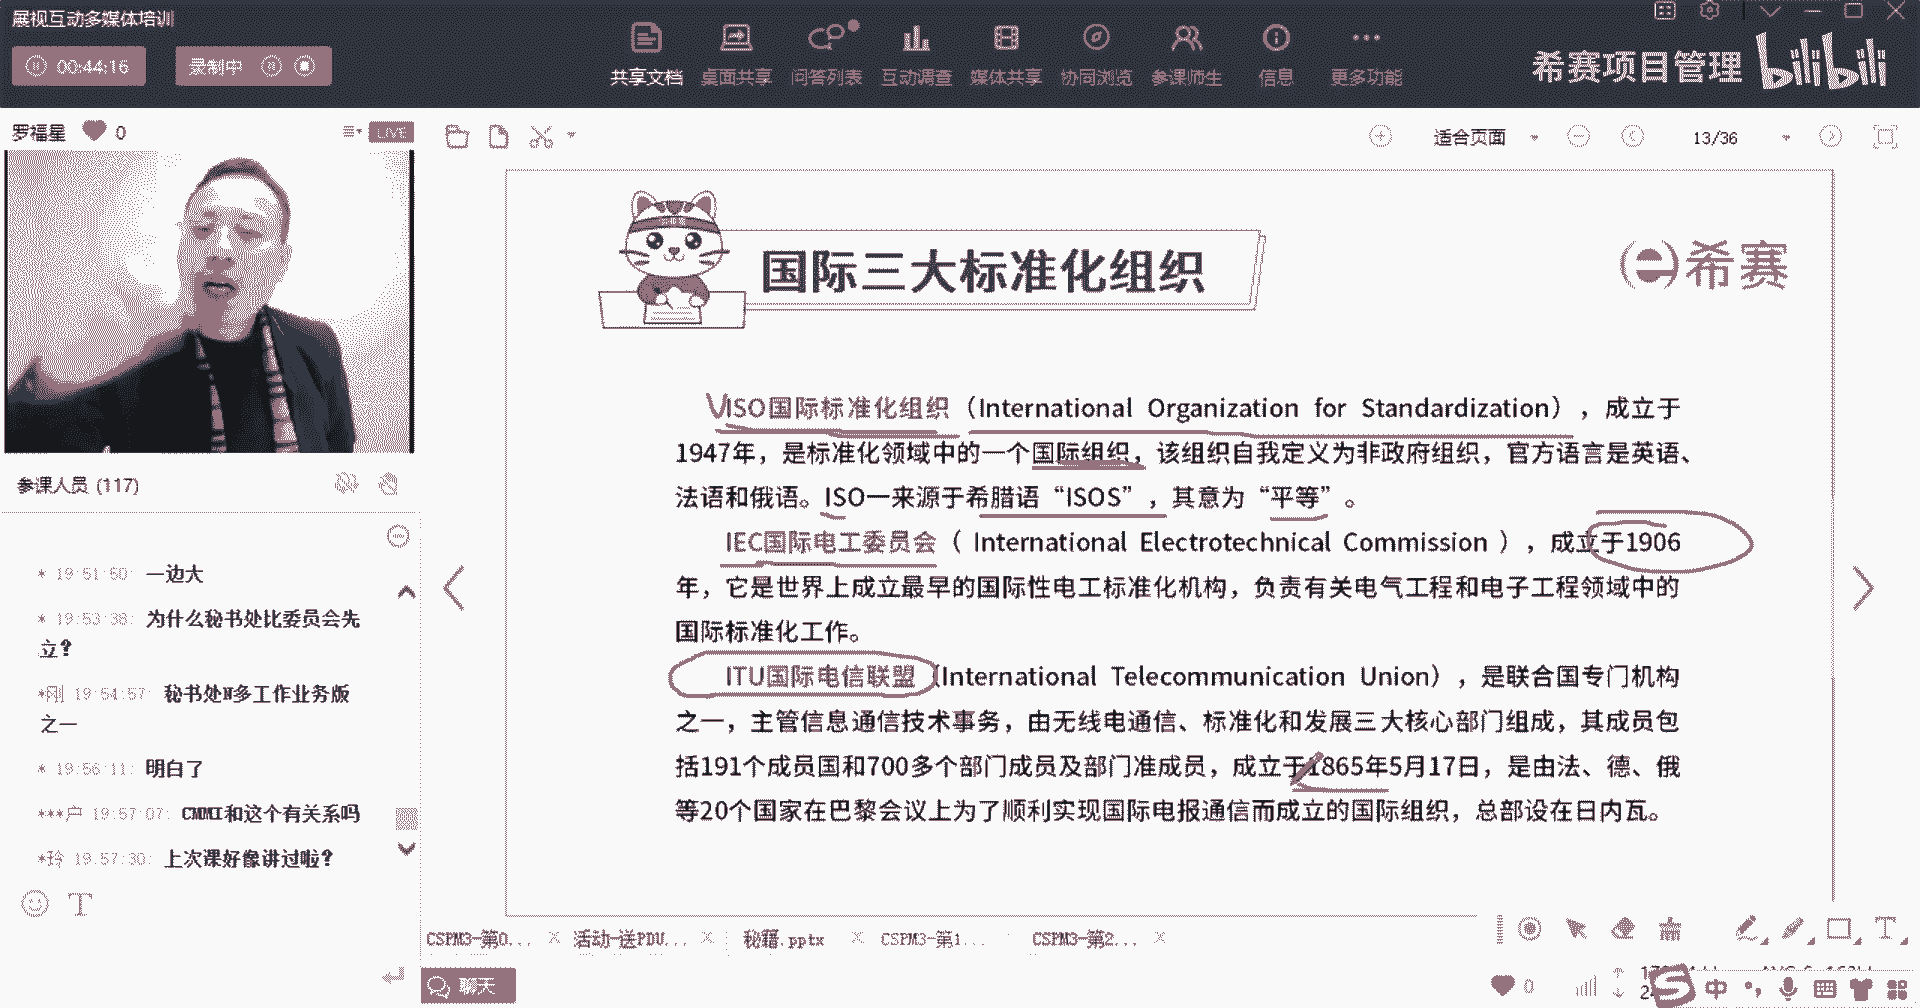 展视互动多媒体培训
00:44:16
录制中
共享文档 桌面共享 问答列表 互动调查 媒体共享 协同浏览 参课师生 信息 更多功能
希赛项目管理 bilibili
罗福星 0
LIVE
适合页面
13/36
国际三大标准化组织
希赛
ISO国际标准化组织（International Organization for Standardization），成立于
1947年，是标准化领域中的一个国际组织，该组织自我定义为非政府组织，官方语言是英语、
法语和俄语。ISO一来源于希腊语“ISOS”，其意为“平等”。
IEC国际电工委员会（ International Electrotechnical Commission ），成立于1906
年，它是世界上成立最早的国际性电工标准化机构，负责有关电气工程和电子工程领域中的
国际标准化工作。
ITU国际电信联盟（International Telecommunication Union），是联合国专门机构
之一，主管信息通信技术事务，由无线电通信、标准化和发展三大核心部门组成，其成员包
括191个成员国和700多个部门成员及部门准成员，成立于1865年5月17日，是由法、德、俄
等20个国家在巴黎会议上为了顺利实现国际电报通信而成立的国际组织，总部设在日内瓦。
参课人员 (117)
* 19:51:50: 一边大
* 19:53:38: 为什么秘书处比委员会先
立?
*刚 19:54:57: 秘书处N多工作业务版
之一
* 19:56:11: 明白了
***户 19:57:07: CMMI和这个有关系吗
*玲 19:57:30: 上次课好像讲过啦?
CSPM3-第0... 活动-送PDU... 秘籍.pptx CSPM3-第1... CSPM3-第2...
聊天
0
中